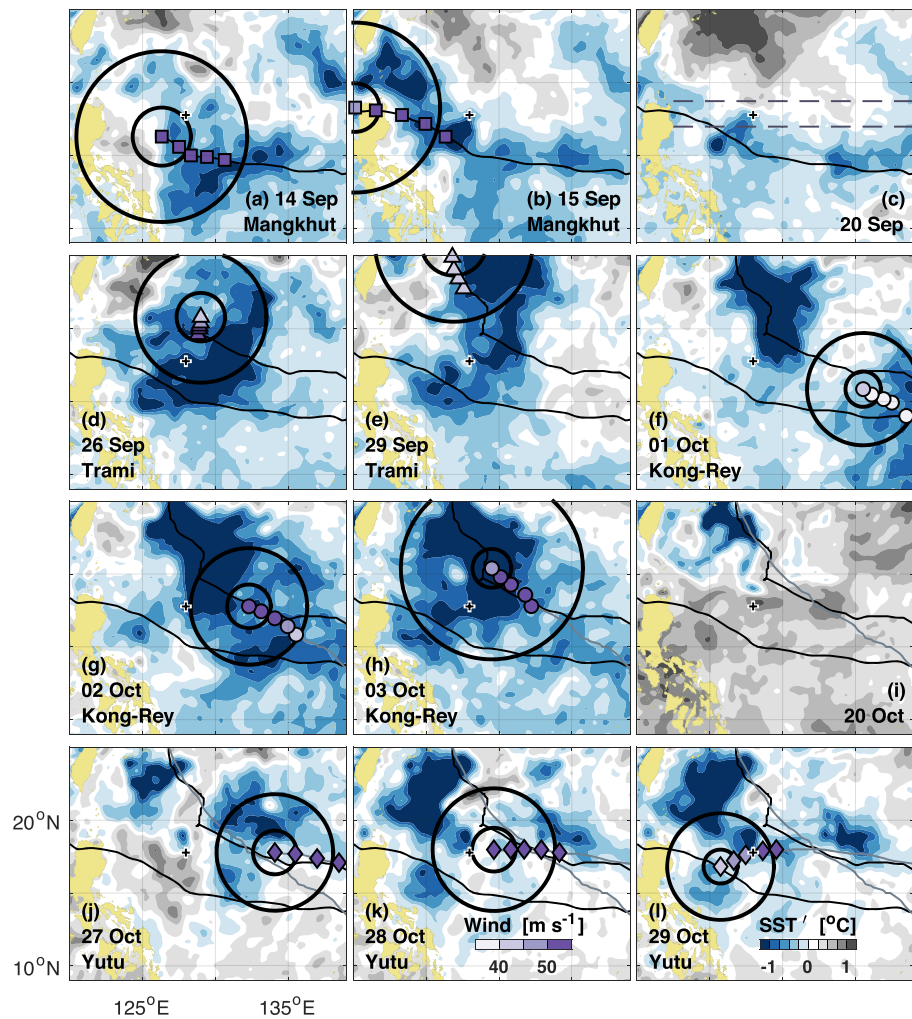 (a) 14 Sep
Mangkhut
(b) 15 Sep
Mangkhut
(c)
20 Sep
(d)
26 Sep
Trami
(e)
29 Sep
Trami
(f)
01 Oct
Kong-Rey
(g)
02 Oct
Kong-Rey
(h)
03 Oct
Kong-Rey
(i)
20 Oct
20°N
10°N
(j)
27 Oct
Yutu
(k)
28 Oct
Yutu
Wind [m s⁻¹]
40 50
(l)
29 Oct
Yutu
SST′ [°C]
-1 0 1
125°E 135°E